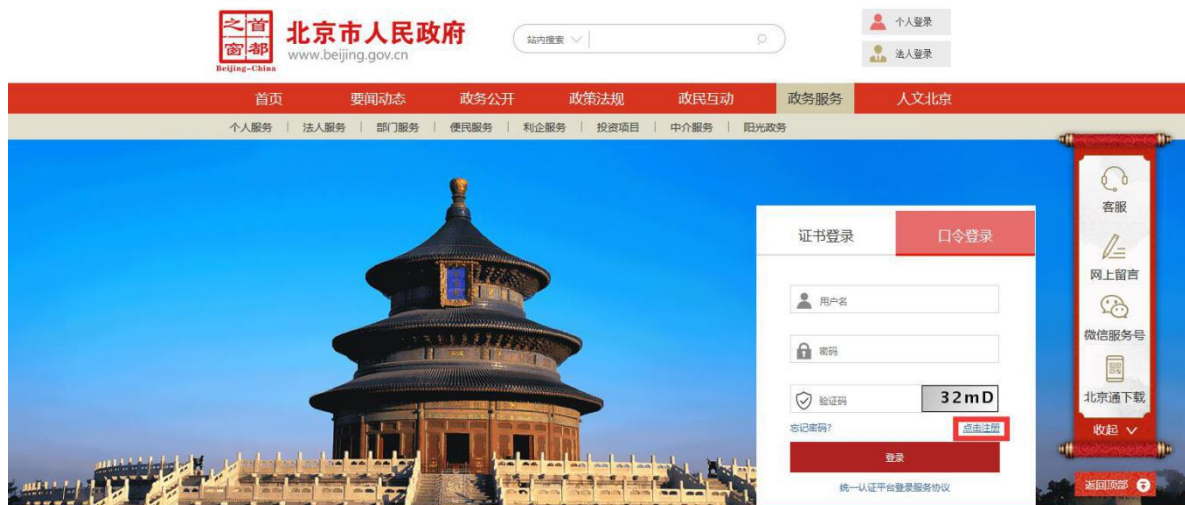 首都之窗
Beijing-China
北京市人民政府
www.beijing.gov.cn
站内搜索
个人登录
法人登录
首页 要闻动态 政务公开 政策法规 政民互动 政务服务 人文北京
个人服务 | 法人服务 | 部门服务 | 便民服务 | 利企服务 | 投资项目 | 中介服务 | 阳光政务
证书登录 口令登录
用户名
密码
验证码 32mD
忘记密码? 点击注册
登录
统一认证平台登录服务协议
客服
网上留言
微信服务号
北京通下载
收起
返回顶部